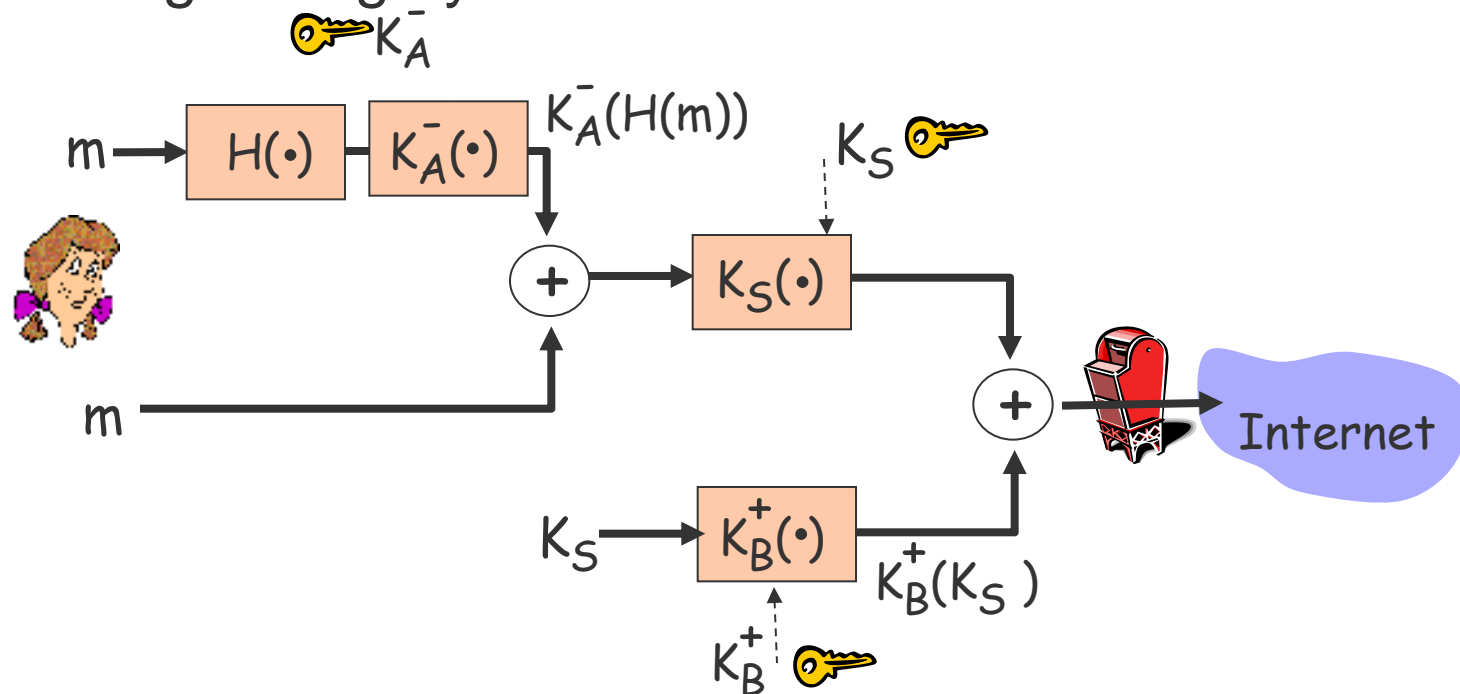 K_A^-
m
H(•)
K_A^-(•)
K_A^-(H(m))
K_S
+
K_S(•)
m
+
Internet
K_S
K_B^+(•)
K_B^+(K_S )
K_B^+